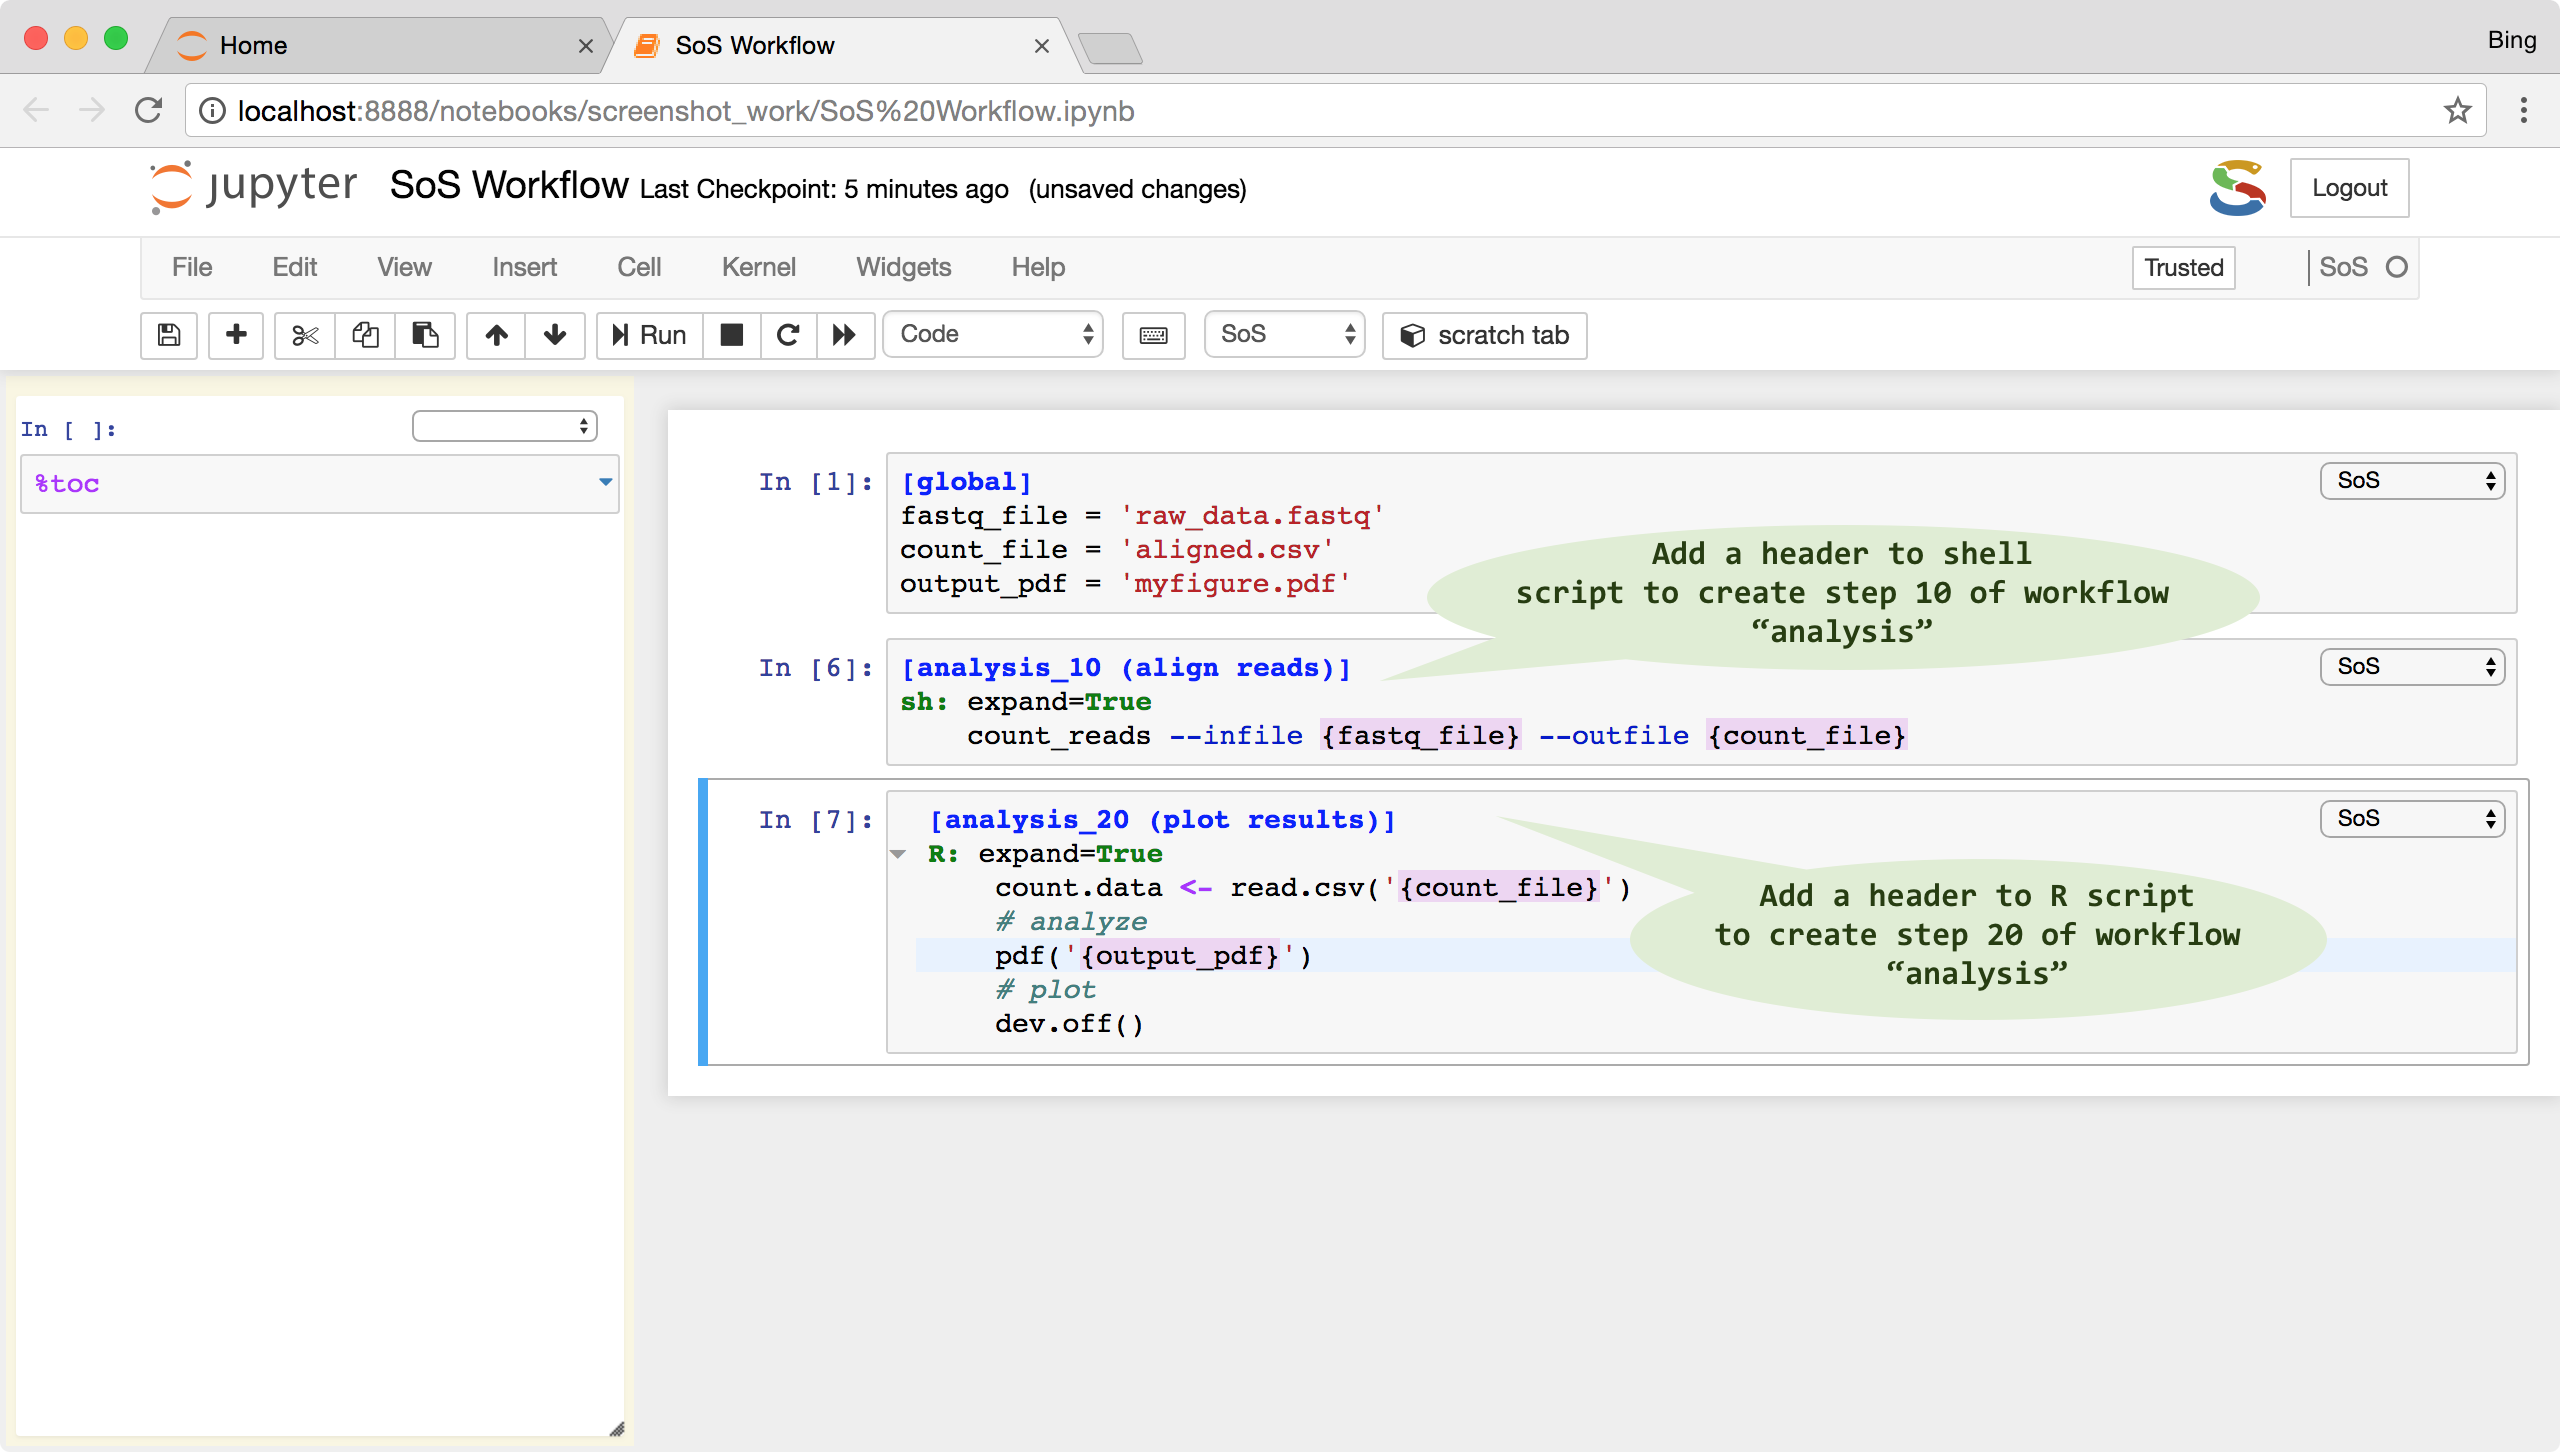 Home
SoS Workflow
Bing
localhost:8888/notebooks/screenshot_work/SoS%20Workflow.ipynb
jupyter SoS Workflow Last Checkpoint: 5 minutes ago (unsaved changes)
Logout
File Edit View Insert Cell Kernel Widgets Help
Trusted
SoS
Run
Code
SoS
scratch tab
In [ ]:
%toc
In [1]:
[global]
SoS
fastq_file = 'raw_data.fastq'
count_file = 'aligned.csv'
output_pdf = 'myfigure.pdf'
Add a header to shell
script to create step 10 of workflow
“analysis”
In [6]:
[analysis_10 (align reads)]
SoS
sh: expand=True
count_reads --infile {fastq_file} --outfile {count_file}
In [7]:
[analysis_20 (plot results)]
SoS
R: expand=True
count.data <- read.csv('{count_file}')
# analyze
pdf('{output_pdf}')
# plot
dev.off()
Add a header to R script
to create step 20 of workflow
“analysis”